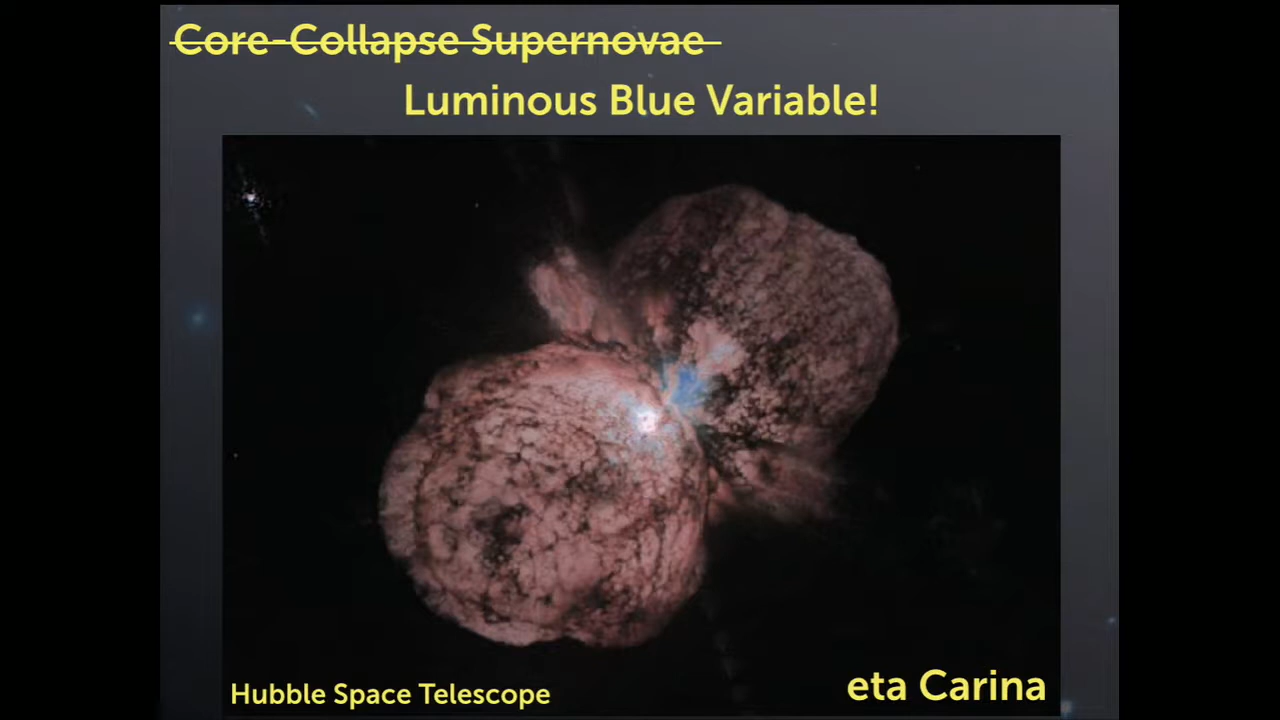 Core-Collapse Supernovae
Luminous Blue Variable!
Hubble Space Telescope
eta Carina